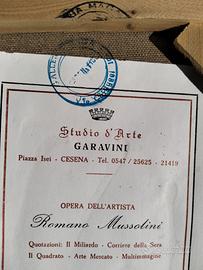 Studio d'Arte
GARAVINI
Piazza Isei - CESENA - Tel. 0547 / 25625 - 21419
OPERA DELL'ARTISTA
Romano Mussolini
Quotazioni: Il Miliardo - Corriere della Sera
Il Quadrato - Arte Mercato - Multimmagine